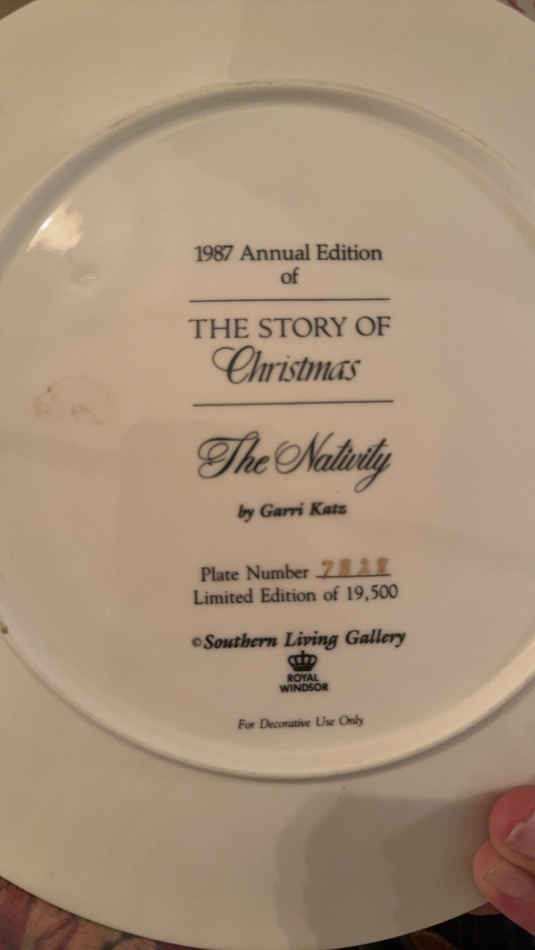 1987 Annual Edition
of
THE STORY OF
Christmas
The Nativity
by Garri Katz
Plate Number
Limited Edition of 19,500
©Southern Living Gallery
ROYAL
WINDSOR
For Decorative Use Only